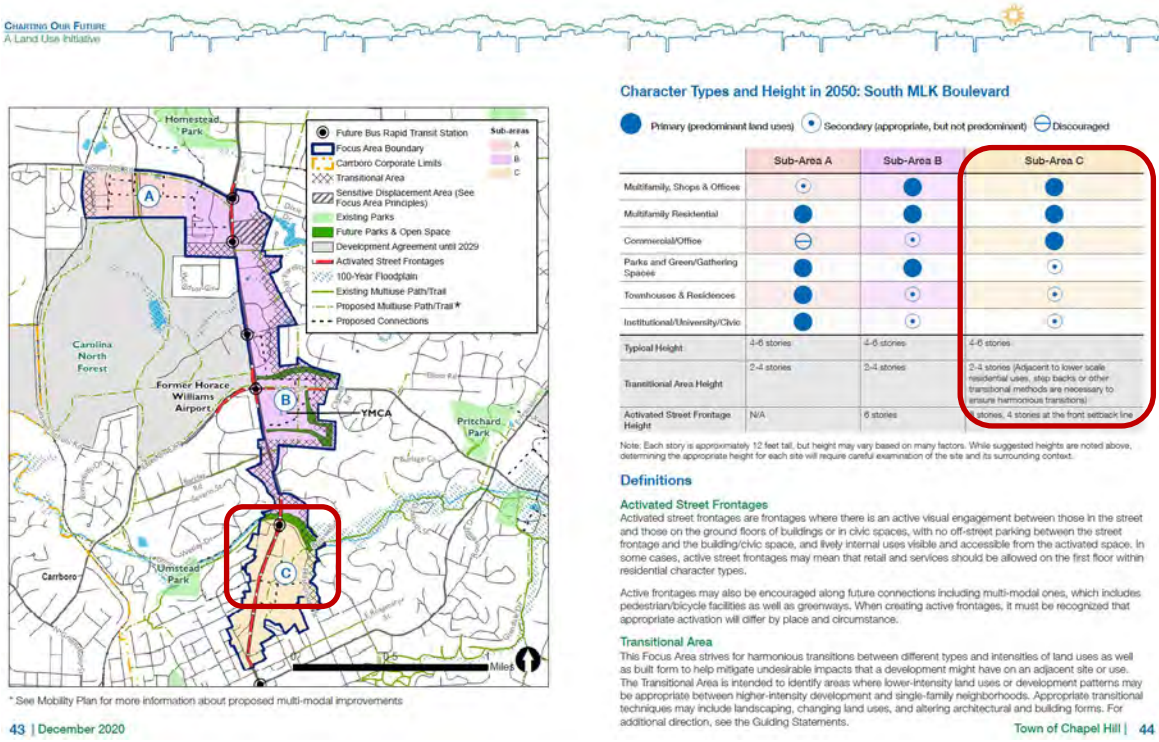 CHARTING OUR FUTURE
A Land Use Initiative
Homestead
Park
A
Carolina
North
Forest
Former Horace
Williams
Airport
B
YMCA
Pritchard
Park
Umstead
Park
Carrboro
C
0 0.5 1
Miles
Future Bus Rapid Transit Station
Focus Area Boundary
Carrboro Corporate Limits
Transitional Area
Sensitive Displacement Area (See
Focus Area Principles)
Existing Parks
Future Parks & Open Space
Development Agreement until 2029
Activated Street Frontages
100-Year Floodplain
Existing Multiuse Path/Trail
Proposed Multiuse Path/Trail*
Proposed Connections
Sub-areas
A
B
C
* See Mobility Plan for more information about proposed multi-modal improvements
43 | December 2020
Character Types and Height in 2050: South MLK Boulevard
Primary (predominant land uses) Secondary (appropriate, but not predominant) Discouraged
Sub-Area A Sub-Area B Sub-Area C
Multifamily, Shops & Offices
Multifamily Residential
Commercial/Office
Parks and Green/Gathering
Spaces
Townhouses & Residences
Institutional/University/Civic
Typical Height 4-6 stories 4-6 stories 4-6 stories
Transitional Area Height 2-4 stories 2-4 stories 2-4 stories (Adjacent to lower scale
residential uses, step backs or other
transitional methods are necessary to
ensure harmonious transitions)
Activated Street Frontage
Height N/A 6 stories stories, 4 stories at the front setback line
Note: Each story is approximately 12 feet tall, but height may vary based on many factors. While suggested heights are noted above,
determining the appropriate height for each site will require careful examination of the site and its surrounding context.
Definitions
Activated Street Frontages
Activated street frontages are frontages where there is an active visual engagement between those in the street
and those on the ground floors of buildings or in civic spaces, with no off-street parking between the street
frontage and the building/civic space, and lively internal uses visible and accessible from the activated space. In
some cases, active street frontages may mean that retail and services should be allowed on the first floor within
residential character types.
Active frontages may also be encouraged along future connections including multi-modal ones, which includes
pedestrian/bicycle facilities as well as greenways. When creating active frontages, it must be recognized that
appropriate activation will differ by place and circumstance.
Transitional Area
This Focus Area strives for harmonious transitions between different types and intensities of land uses as well
as built form to help mitigate undesirable impacts that a development might have on an adjacent site or use.
The Transitional Area is intended to identify areas where lower-intensity land uses or development patterns may
be appropriate between higher-intensity development and single-family neighborhoods. Appropriate transitional
techniques may include landscaping, changing land uses, and altering architectural and building forms. For
additional direction, see the Guiding Statements.
Town of Chapel Hill | 44